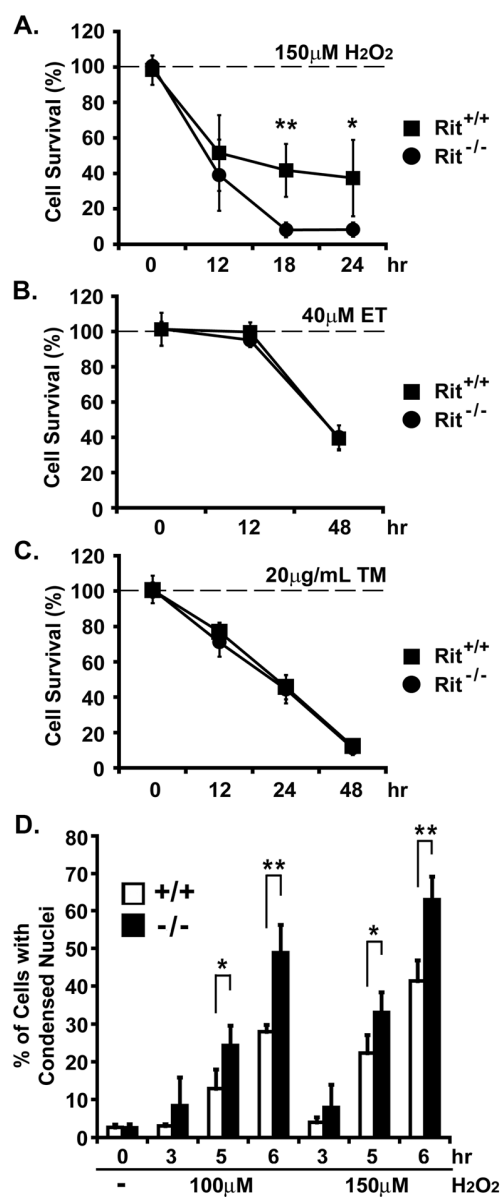 A.
150μM H2O2
Cell Survival (%)
120
100
80
60
40
20
0
** *
Rit+/+
Rit-/-
0 12 18 24 hr
B.
40μM ET
Cell Survival (%)
120
100
80
60
40
20
0
Rit+/+
Rit-/-
0 12 48 hr
C.
20μg/mL TM
Cell Survival (%)
120
100
80
60
40
20
0
Rit+/+
Rit-/-
0 12 24 48 hr
D.
% of Cells with
Condensed Nuclei
80
70
60
50
40
30
20
10
0
+/+
-/-
* ** * **
0 3 5 6 3 5 6 hr
- 100μM 150μM H2O2